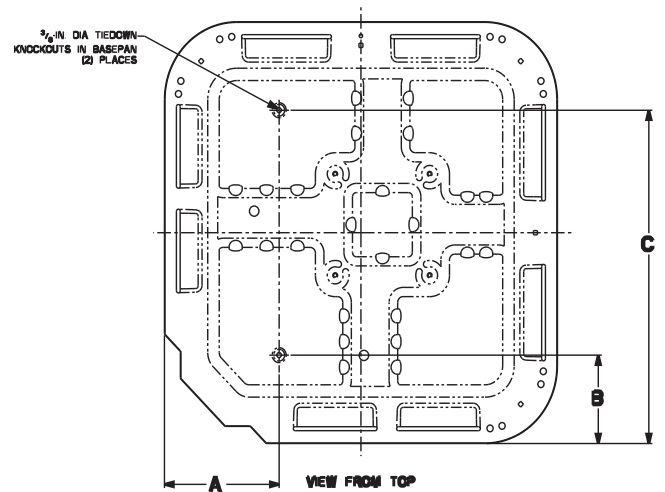 3/8-IN. DIA TIEDOWN
KNOCKOUTS IN BASEPAN
(2) PLACES
C
B
A
VIEW FROM TOP